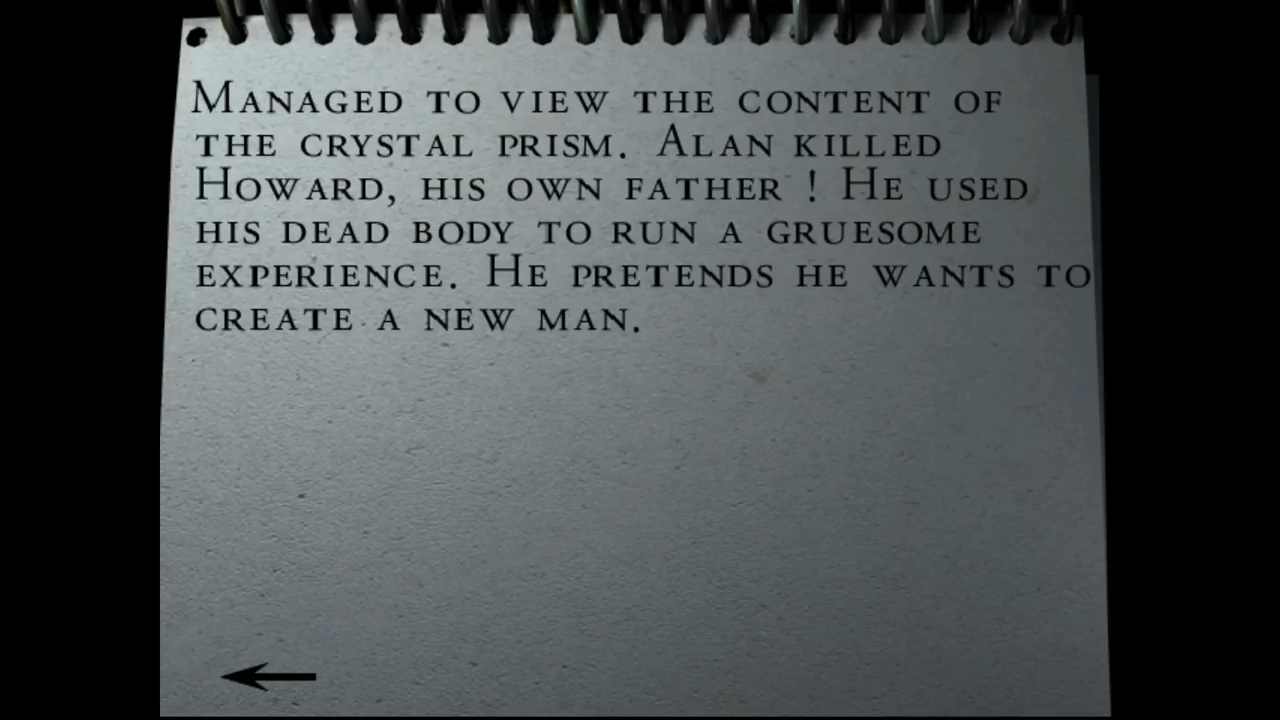 Managed to view the content of
the crystal prism. Alan killed
Howard, his own father ! He used
his dead body to run a gruesome
experience. He pretends he wants to
create a new man.